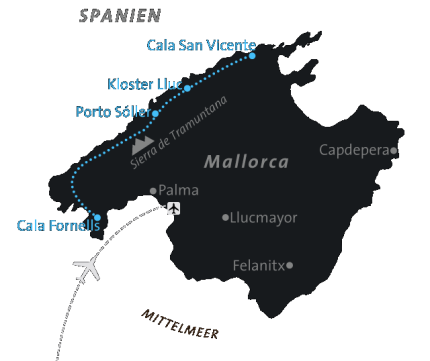 SPANIEN
Cala San Vicente
Kloster Lluc
Porto Sóller
Sierra de Tramuntana
Mallorca
Capdepera
Palma
Llucmayor
Cala Fornells
Felanitx
MITTELMEER